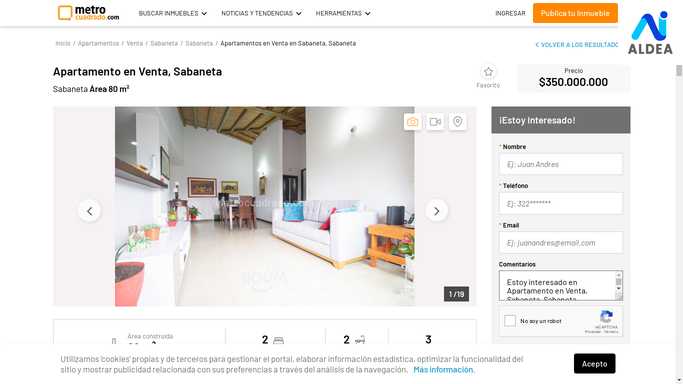 metro
cuadrado.com
BUSCAR INMUEBLES
NOTICIAS Y TENDENCIAS
HERRAMIENTAS
INGRESAR
Publica tu Inmueble
ALDEA
Inicio / Apartamentos / Venta / Sabaneta / Sabaneta / Apartamentos en Venta en Sabaneta, Sabaneta
VOLVER A LOS RESULTADO
Apartamento en Venta, Sabaneta
Sabaneta Área 80 m²
Favorito
Precio
$350.000.000
¡Estoy Interesado!
* Nombre
Ej: Juan Andres
* Teléfono
Ej: 322*******
* Email
Ej: juanandres@email.com
Comentarios
Estoy interesado en
Apartamento en Venta,
Sabaneta, Sabaneta
No soy un robot
reCAPTCHA
Privacidad - Términos
1 /19
Área construida
2
2
3
Utilizamos 'cookies' propias y de terceros para gestionar el portal, elaborar información estadística, optimizar la funcionalidad del
sitio y mostrar publicidad relacionada con sus preferencias a través del análisis de la navegación. Más información.
Acepto